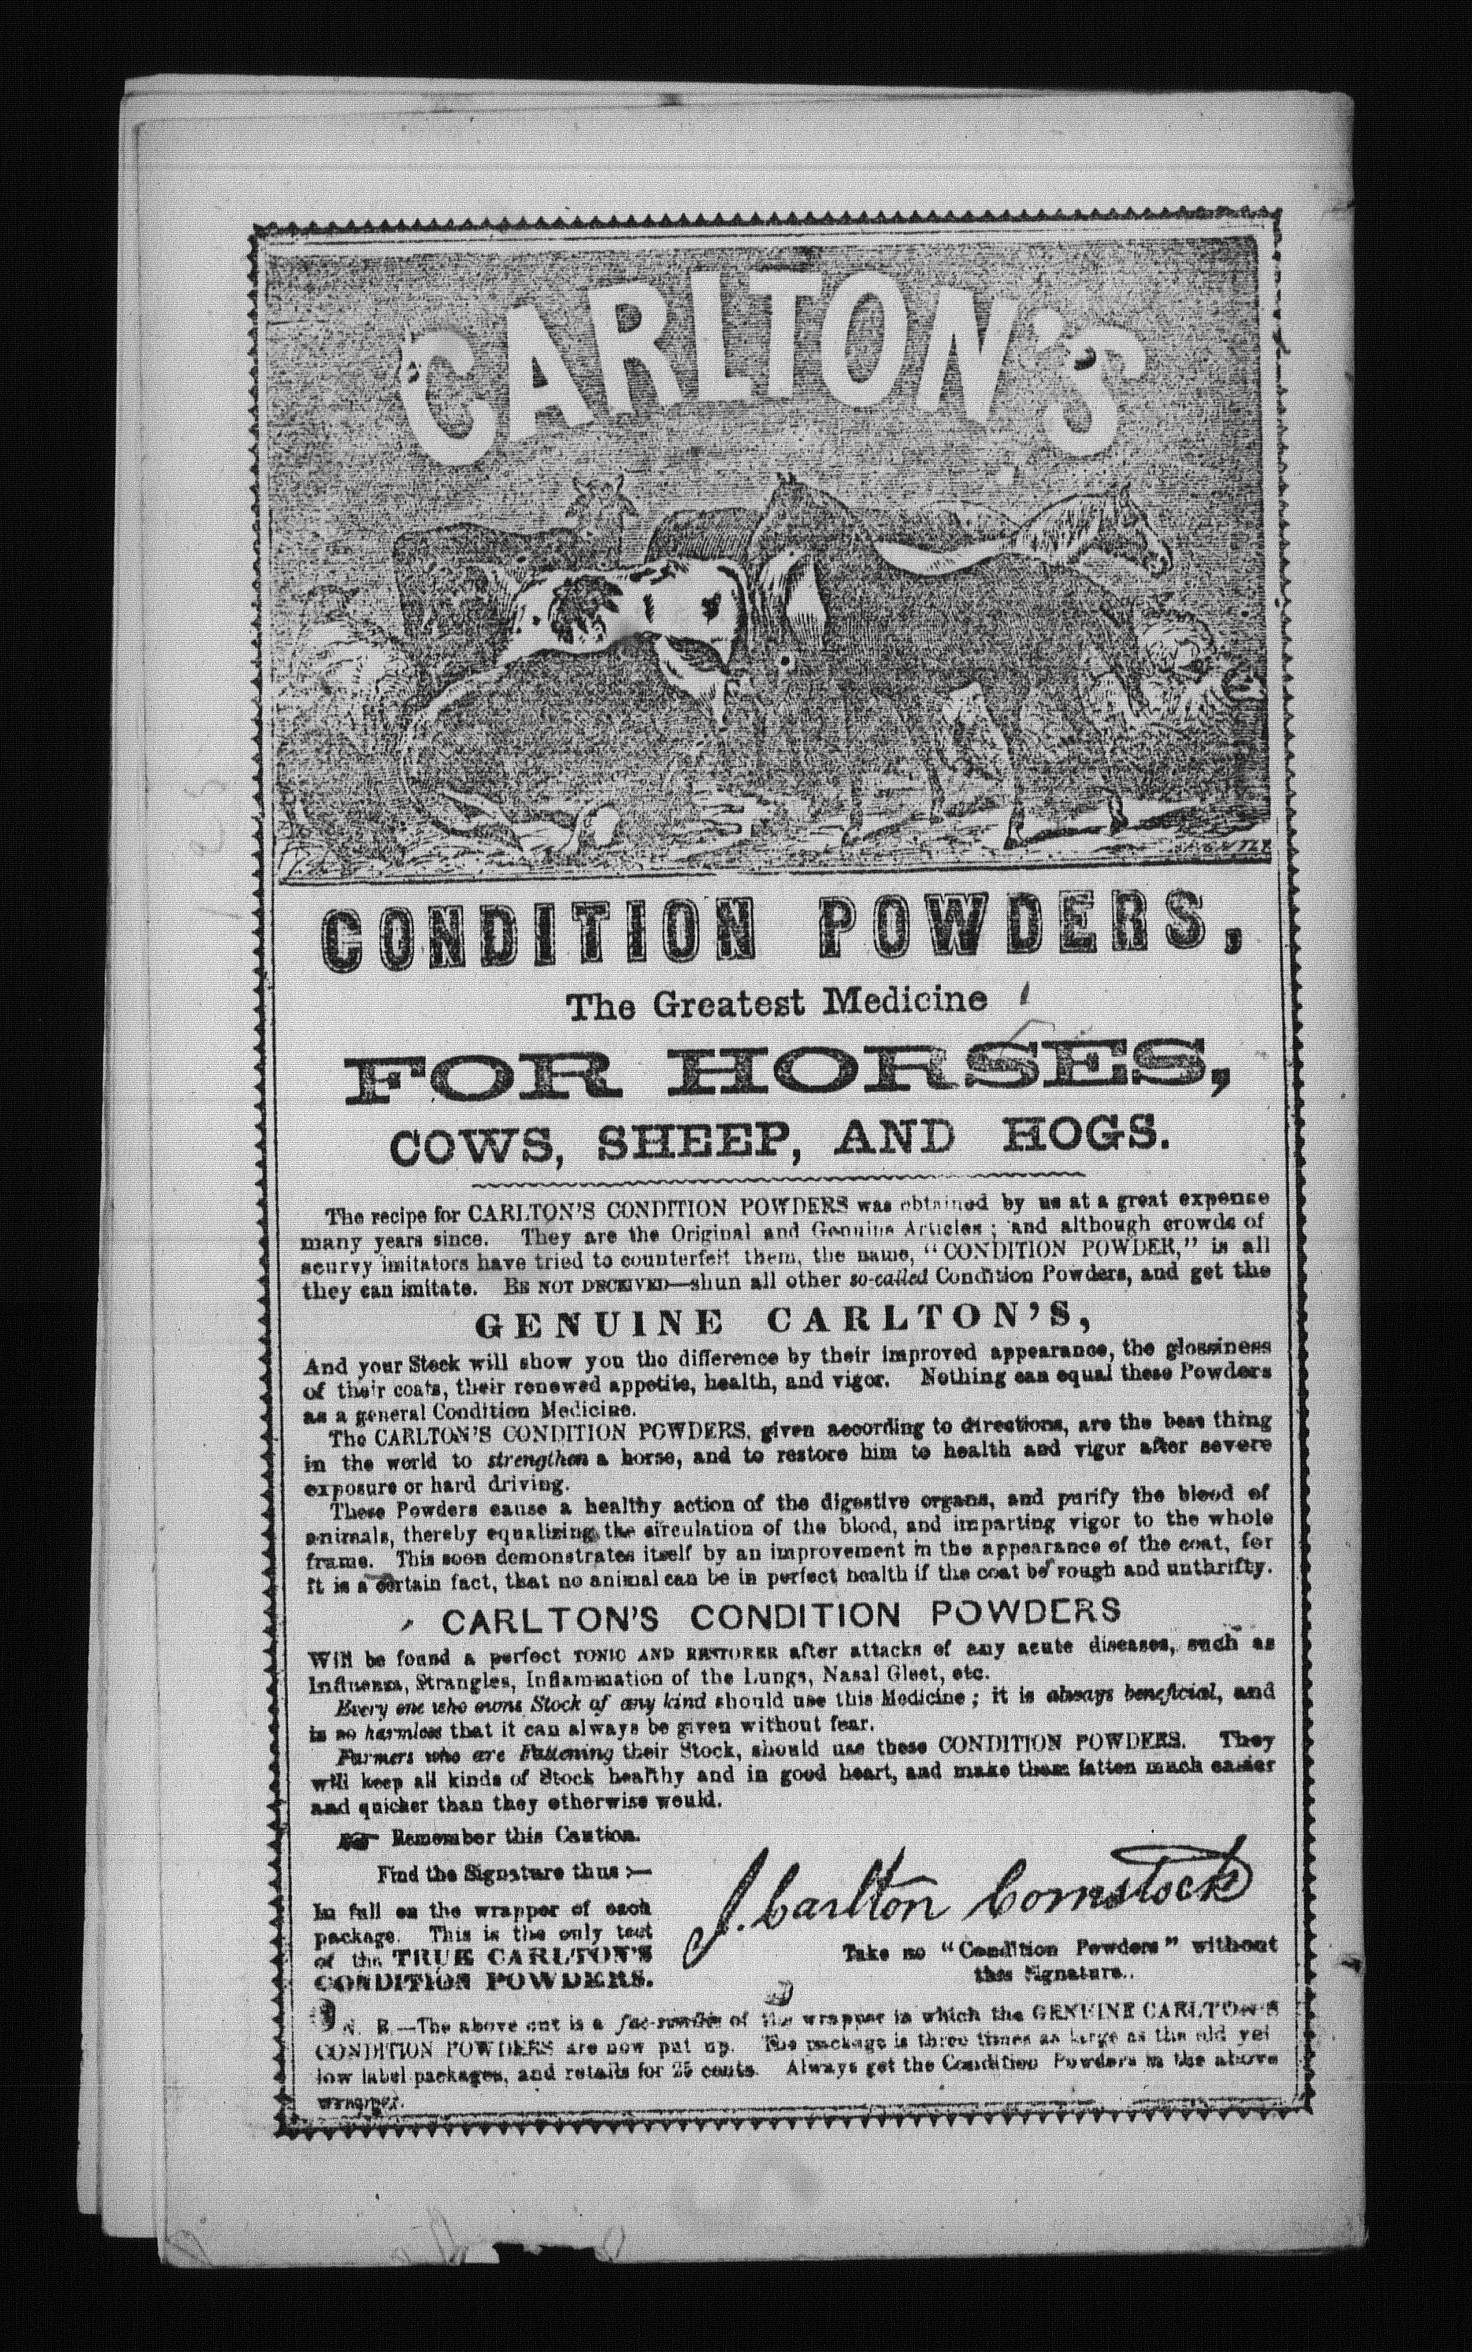 CARLTON'S
CONDITION POWDERS,
The Greatest Medicine
FOR HORSES,
COWS, SHEEP, AND HOGS.
The recipe for CARLTON'S CONDITION POWDERS was obtained by us at a great expense
many years since. They are the Original and Genuine Articles ; and although crowds of
scurvy imitators have tried to counterfeit them, the name, "CONDITION POWDER," is all
they can imitate. BE NOT DECEIVED—shun all other so-called Condition Powders, and get the
GENUINE CARLTON'S,
And your Stock will show you the difference by their improved appearance, the glossiness
of their coats, their renewed appetite, health, and vigor. Nothing can equal these Powders
as a general Condition Medicine.
The CARLTON'S CONDITION POWDERS, given according to directions, are the best thing
in the world to strengthen a horse, and to restore him to health and vigor after severe
exposure or hard driving.
These Powders cause a healthy action of the digestive organs, and purify the blood of
animals, thereby equalizing the circulation of the blood, and imparting vigor to the whole
frame. This soon demonstrates itself by an improvement in the appearance of the coat, for
it is a certain fact, that no animal can be in perfect health if the coat be rough and unthrifty.
CARLTON'S CONDITION POWDERS
Will be found a perfect TONIC AND RESTORER after attacks of any acute diseases, such as
Influenza, Strangles, Inflammation of the Lungs, Nasal Gleet, etc.
Every one who owns Stock of any kind should use this Medicine ; it is always beneficial, and
is so harmless that it can always be given without fear.
Farmers who are Fattening their Stock, should use these CONDITION POWDERS. They
will keep all kinds of Stock healthy and in good heart, and make them fatten much easier
and quicker than they otherwise would.
☞ Remember this Caution.
Find the Signature thus :—
In full on the wrapper of each
package. This is the only test
of the TRUE CARLTON'S
CONDITION POWDERS.
J. Carlton Comstock
Take no "Condition Powders" without
this Signature.
N. B.—The above cut is a fac-simile of the wrapper in which the GENUINE CARLTON'S
CONDITION POWDERS are now put up. The package is three times as large as the old yel
low label packages, and retails for 25 cents. Always get the Condition Powders in the above
wrapper.